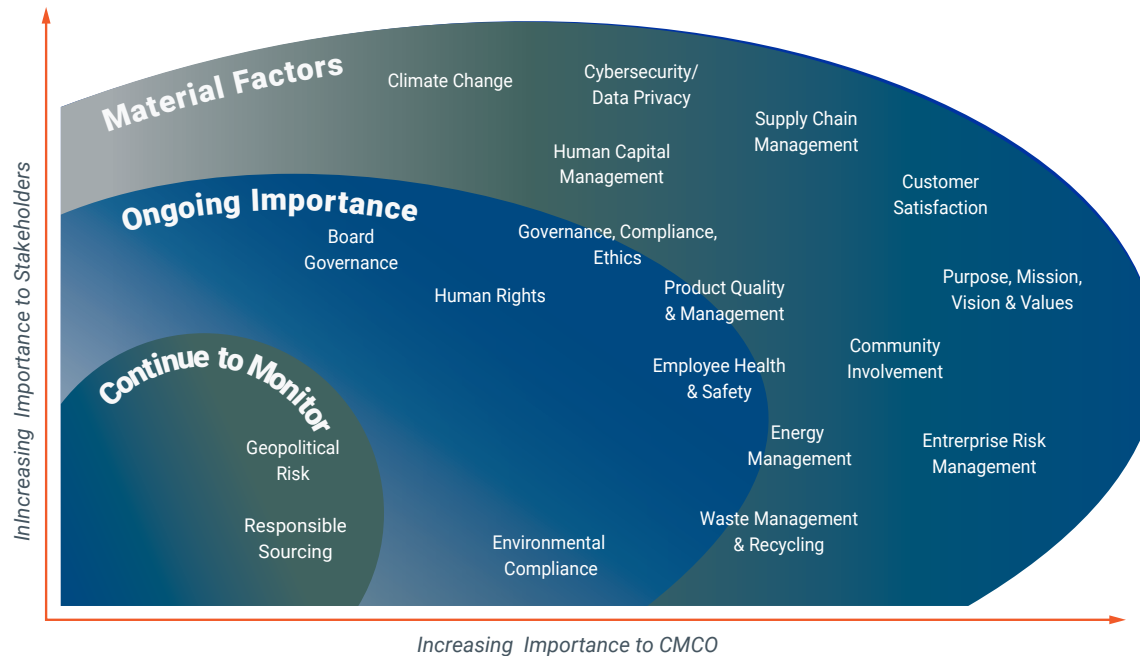 Material Factors
Climate Change
Cybersecurity/
Data Privacy
Supply Chain
Management
Human Capital
Management
Customer
Satisfaction
Ongoing Importance
Board
Governance
Governance, Compliance,
Ethics
Human Rights
Product Quality
& Management
Purpose, Mission,
Vision & Values
Community
Involvement
Employee Health
& Safety
Continue to Monitor
Geopolitical
Risk
Energy
Management
Entrerprise Risk
Management
Responsible
Sourcing
Waste Management
& Recycling
Environmental
Compliance
InIncreasing Importance to Stakeholders
Increasing Importance to CMCO